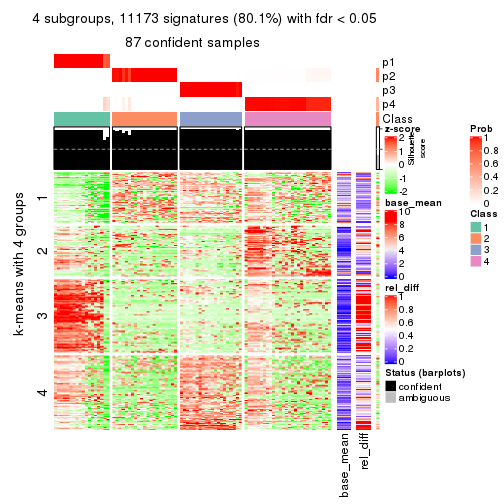 4 subgroups, 11173 signatures (80.1%) with fdr < 0.05
87 confident samples
p1
p2
p3
p4
Class
Silhouette
score
k-means with 4 groups
1
2
3
4
base_mean
rel_diff
z-score
2
1
0
-1
-2
base_mean
10
8
6
4
2
0
rel_diff
1
0.8
0.6
0.4
0.2
0
Status (barplots)
confident
ambiguous
Prob
1
0.8
0.6
0.4
0.2
0
Class
1
2
3
4